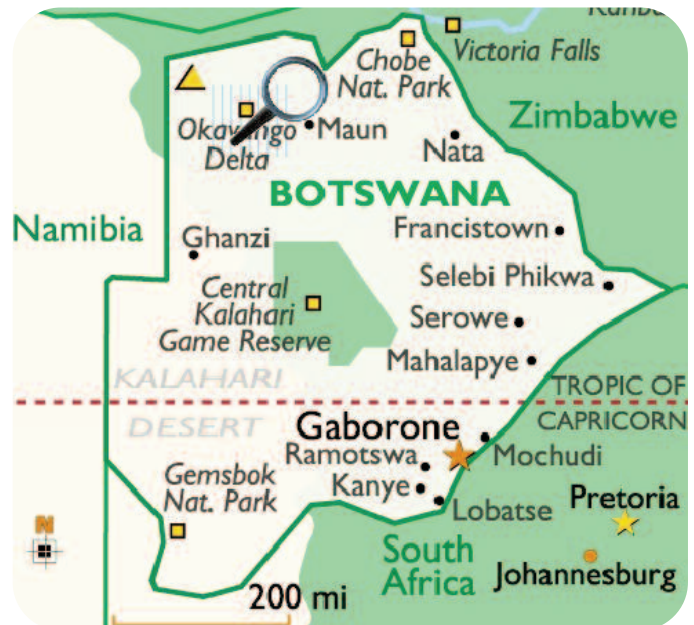 Chobe
Nat. Park
Victoria Falls
Zimbabwe
Delta
Maun
Nata
BOTSWANA
Namibia
Ghanzi
Francistown
Selebi Phikwa
Central
Kalahari
Game Reserve
Serowe
Mahalapye
KALAHARI
DESERT
TROPIC OF
CAPRICORN
Gaborone
Ramotswa
Mochudi
Kanye
Lobatse
Gemsbok
Nat. Park
Pretoria
N
South
Africa
Johannesburg
200 mi